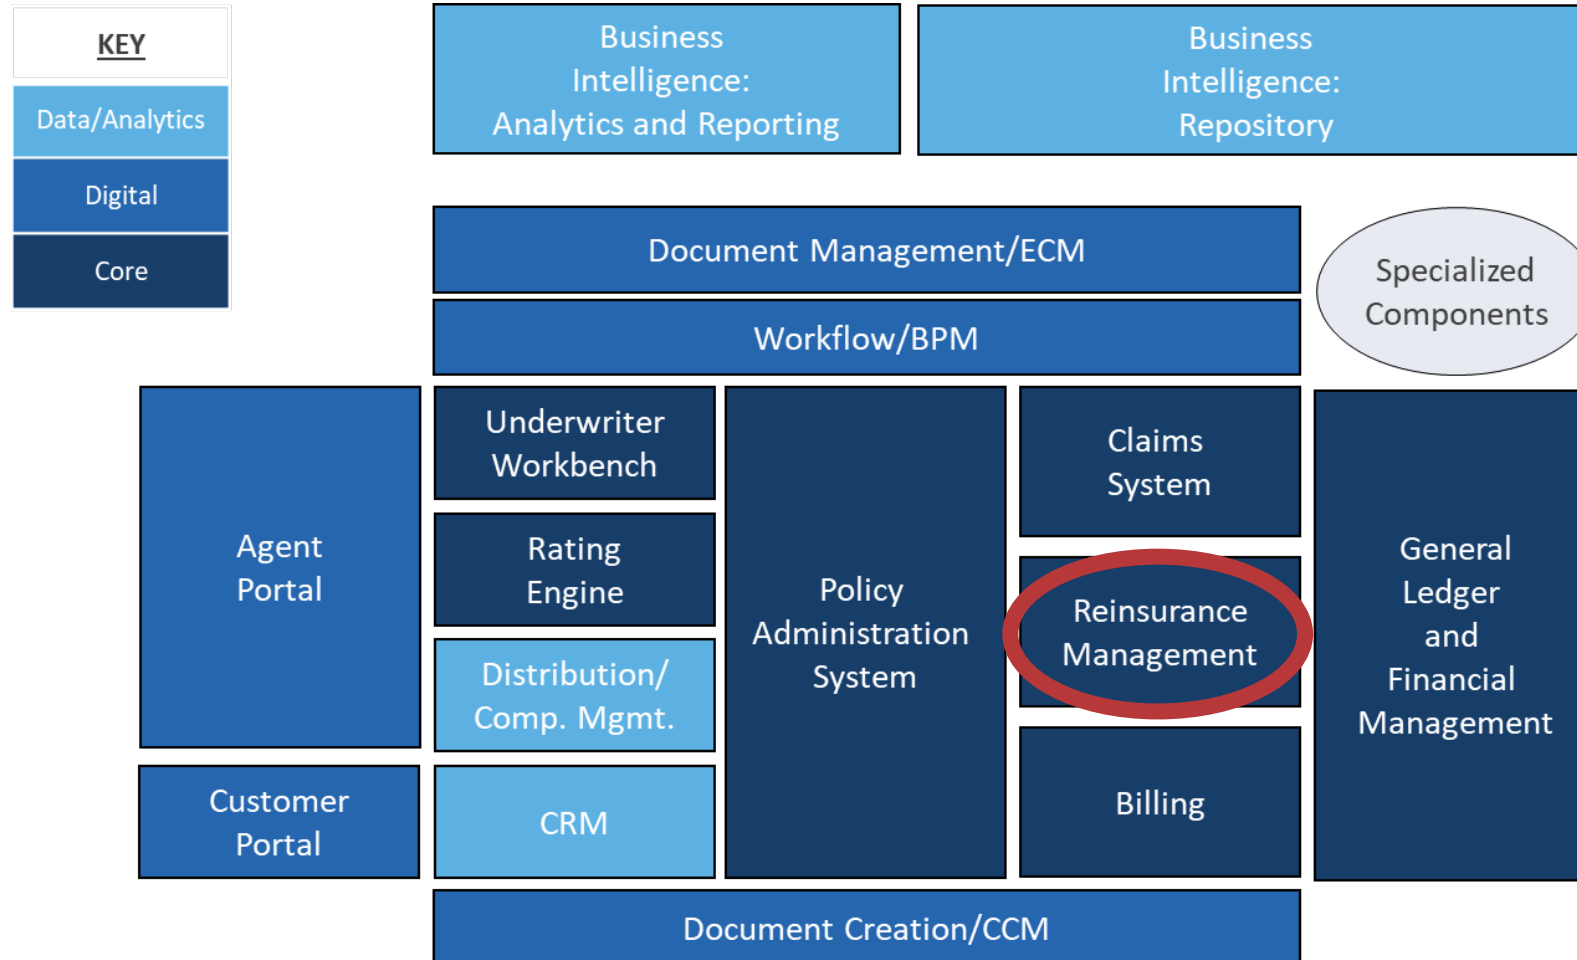 KEY
Data/Analytics
Digital
Core
Business
Intelligence:
Analytics and Reporting
Business
Intelligence:
Repository
Document Management/ECM
Workflow/BPM
Specialized
Components
Agent
Portal
Customer
Portal
Underwriter
Workbench
Rating
Engine
Distribution/
Comp. Mgmt.
CRM
Policy
Administration
System
Claims
System
Reinsurance
Management
Billing
General
Ledger
and
Financial
Management
Document Creation/CCM